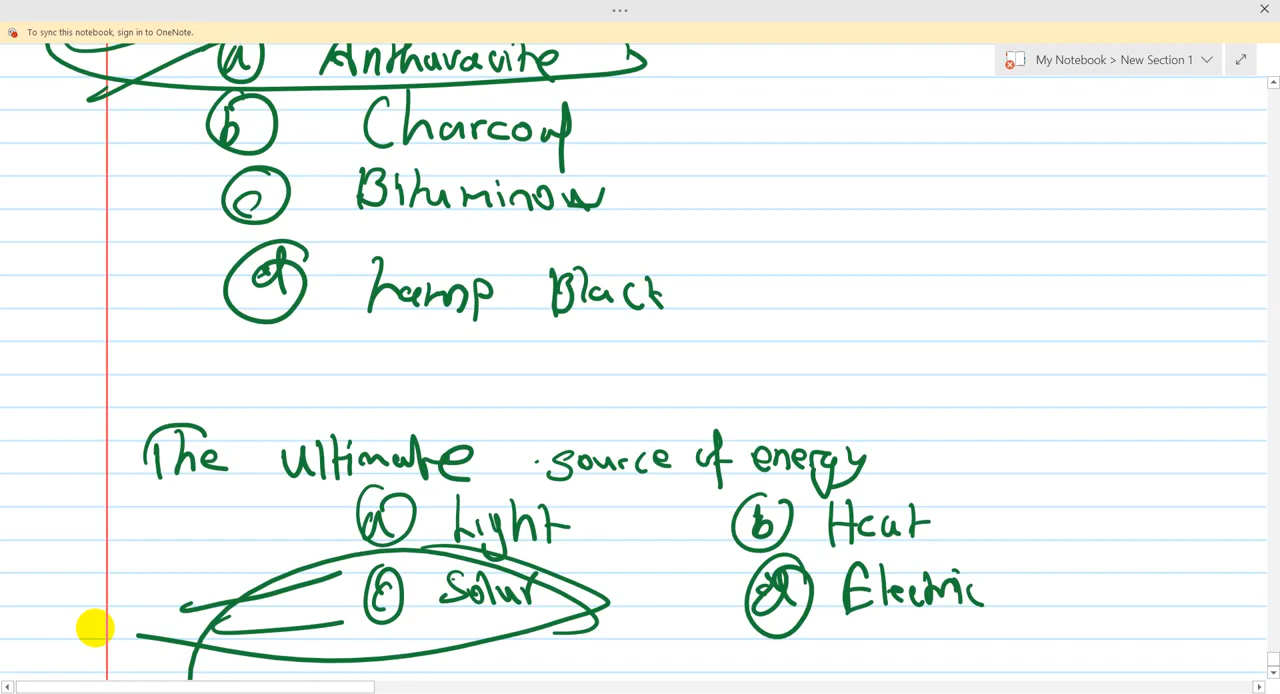 ...
To sync this notebook, sign in to OneNote.
My Notebook > New Section 1
a Anthravacite
b Charcoal
c Bituminous
d Lamp Black
The ultimate source of energy
a Light b Heat
c Solar d Electric